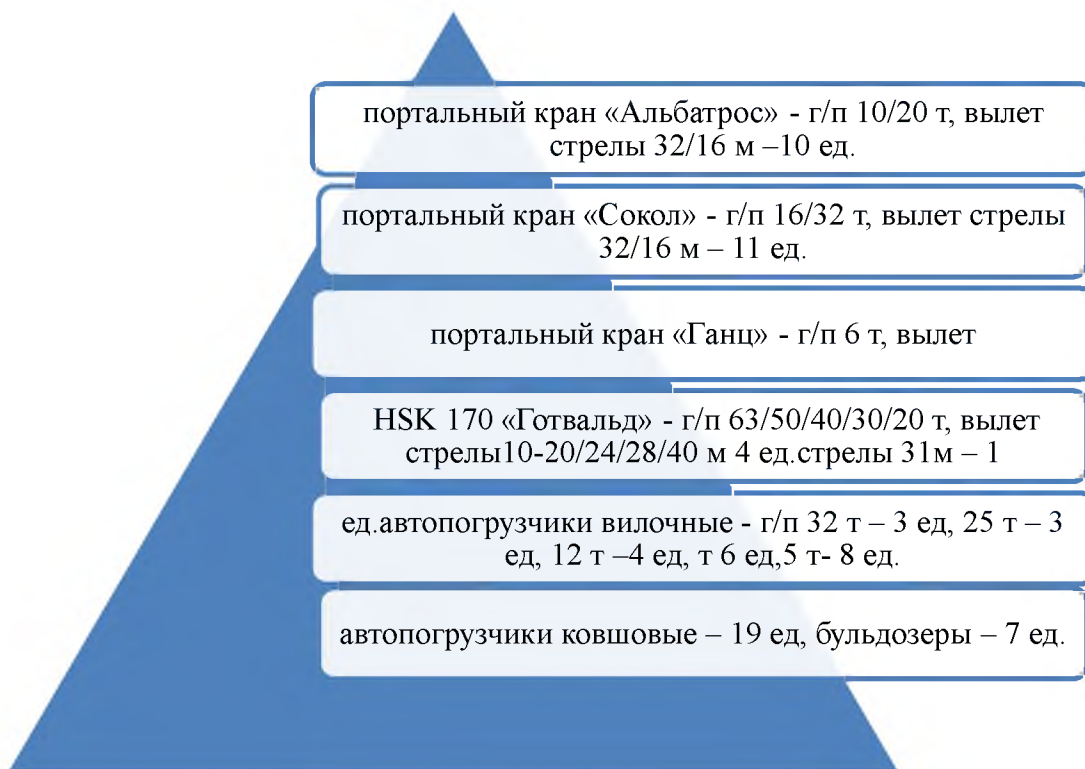 портальный кран «Альбатрос» - г/п 10/20 т, вылет
стрелы 32/16 м –10 ед.
портальный кран «Сокол» - г/п 16/32 т, вылет стрелы
32/16 м – 11 ед.
портальный кран «Ганц» - г/п 6 т, вылет
HSK 170 «Готвальд» - г/п 63/50/40/30/20 т, вылет
стрелы10-20/24/28/40 м 4 ед.стрелы 31м – 1
ед.автопогрузчики вилочные - г/п 32 т – 3 ед, 25 т – 3
ед, 12 т –4 ед, т 6 ед,5 т- 8 ед.
автопогрузчики ковшовые – 19 ед, бульдозеры – 7 ед.